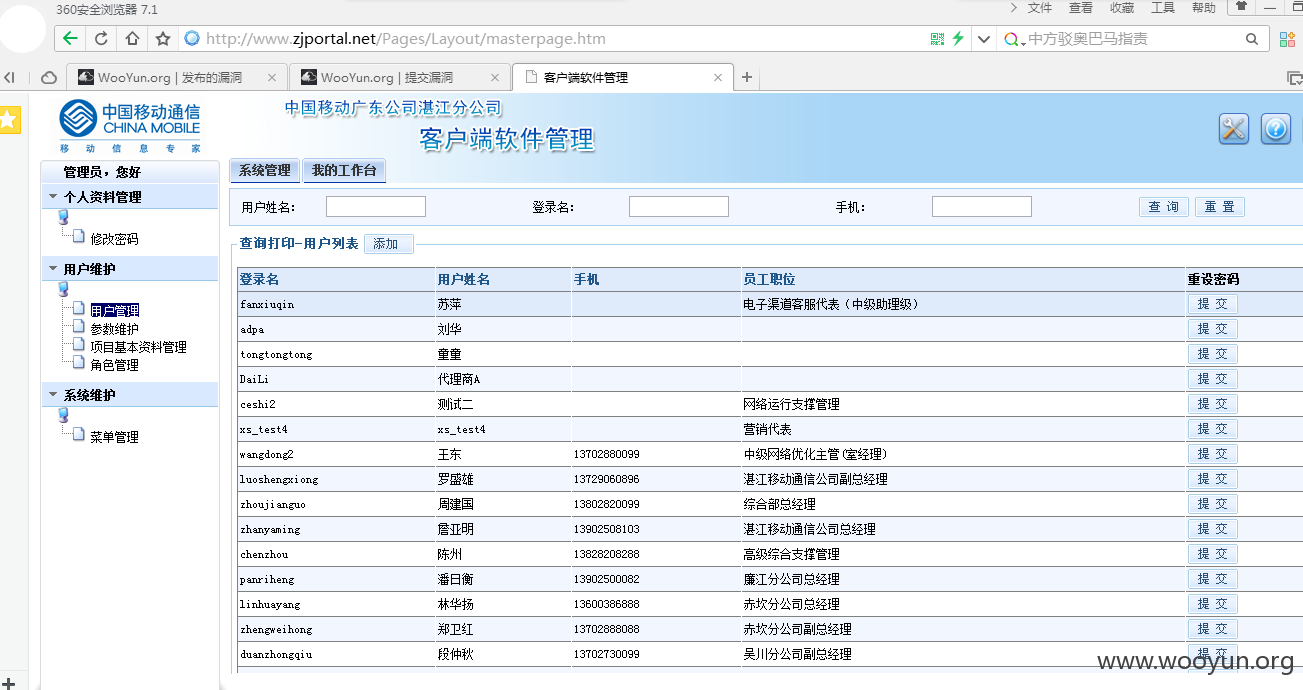 360安全浏览器 7.1
文件 查看 收藏 工具 帮助
http://www.zjportal.net/Pages/Layout/masterpage.htm
中方驳奥巴马指责
WooYun.org | 发布的漏洞
WooYun.org | 提交漏洞
客户端软件管理
中国移动通信
CHINA MOBILE
移动信息专家
中国移动广东公司湛江分公司
客户端软件管理
管理员，您好
个人资料管理
修改密码
用户维护
用户管理
参数维护
项目基本资料管理
角色管理
系统维护
菜单管理
系统管理 我的工作台
用户姓名： 登录名： 手机： 查 询 重 置
查询打印-用户列表 添加
登录名 用户姓名 手机 员工职位 重设密码
fanxiuqin 苏萍 电子渠道客服代表（中级助理级） 提 交
adpa 刘华 提 交
tongtongtong 童童 提 交
DaiLi 代理商A 提 交
ceshi2 测试二 网络运行支撑管理 提 交
xs_test4 xs_test4 营销代表 提 交
wangdong2 王东 13702880099 中级网络优化主管(室经理) 提 交
luoshengxiong 罗盛雄 13729060896 湛江移动通信公司副总经理 提 交
zhoujianguo 周建国 13802820099 综合部总经理 提 交
zhanyaming 詹亚明 13902508103 湛江移动通信公司总经理 提 交
chenzhou 陈州 13828208288 高级综合支撑管理 提 交
panriheng 潘日衡 13902500082 廉江分公司总经理 提 交
linhuayang 林华扬 13600386888 赤坎分公司总经理 提 交
zhengweihong 郑卫红 13702888088 赤坎分公司副总经理 提 交
duanzhongqiu 段仲秋 13702730099 吴川分公司副总经理 提 交
www.wooyun.org